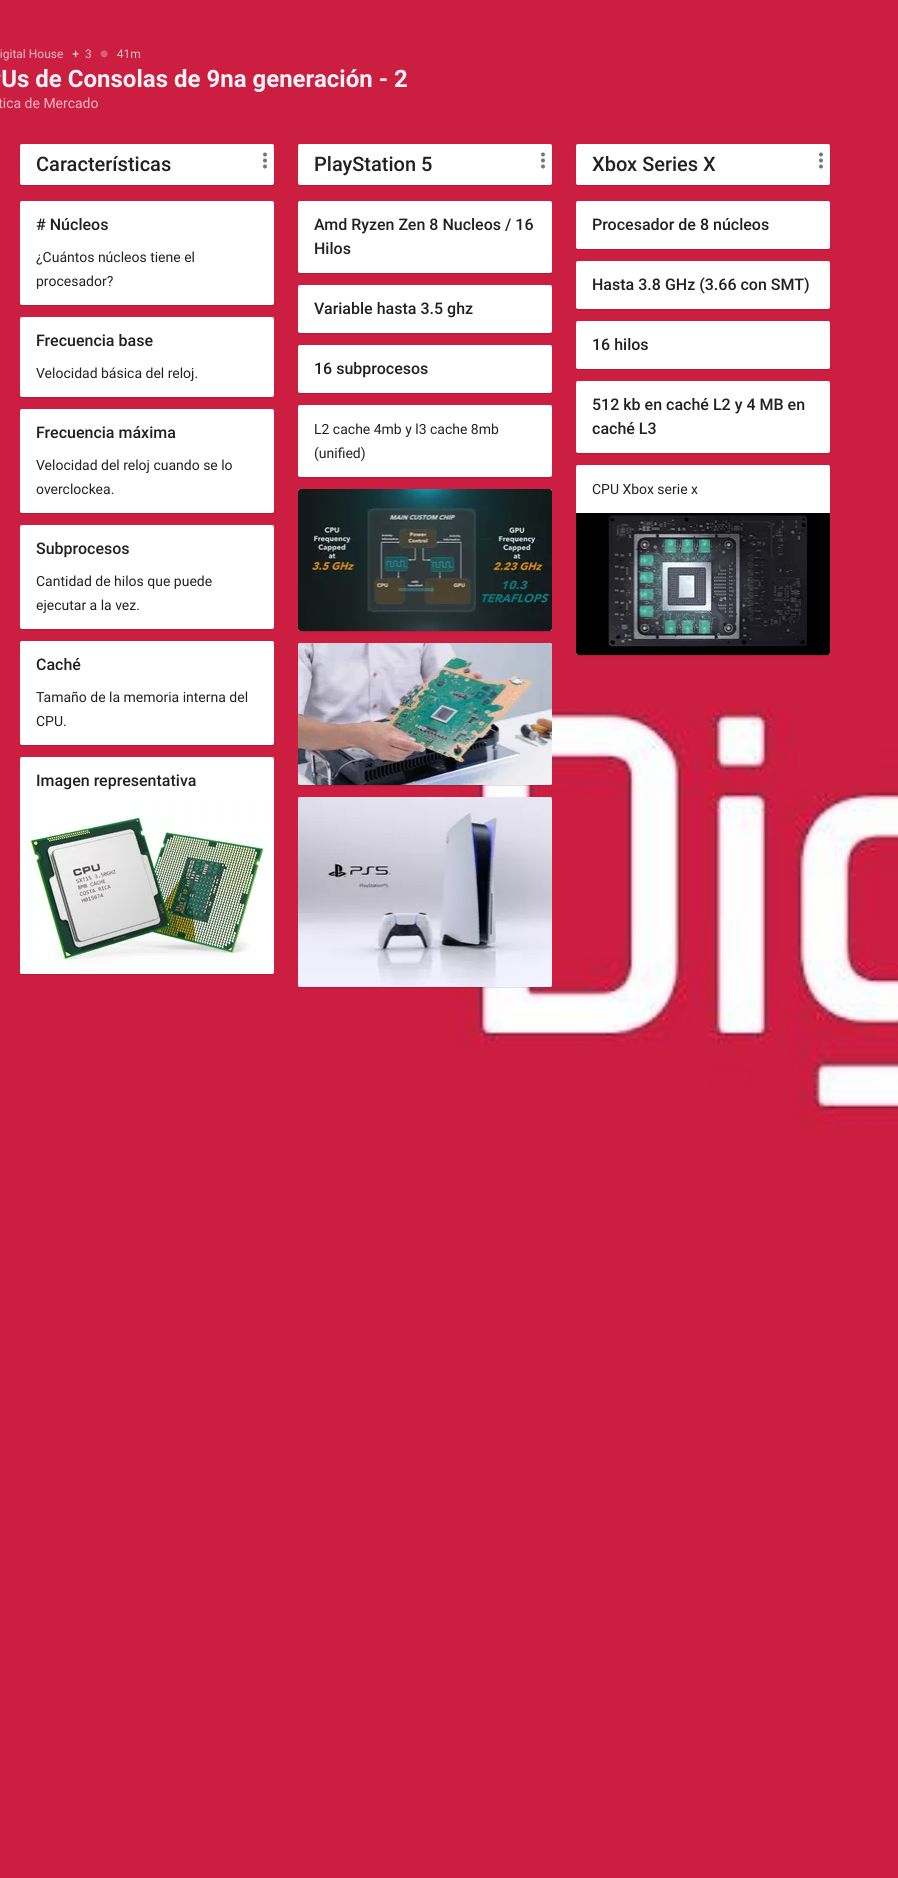 igital House + 3 41m
Us de Consolas de 9na generación - 2
tica de Mercado
Características
# Núcleos
¿Cuántos núcleos tiene el
procesador?
Frecuencia base
Velocidad básica del reloj.
Frecuencia máxima
Velocidad del reloj cuando se lo
overclockea.
Subprocesos
Cantidad de hilos que puede
ejecutar a la vez.
Caché
Tamaño de la memoria interna del
CPU.
Imagen representativa
CPU
8MB CACHE
COSTA RICA
PlayStation 5
Amd Ryzen Zen 8 Nucleos / 16
Hilos
Variable hasta 3.5 ghz
16 subprocesos
L2 cache 4mb y l3 cache 8mb
(unified)
MAIN CUSTOM CHIP
CPU
Frequency
Capped
at
3.5 GHz
Power
Control
CPU
GPU
GPU
Frequency
Capped
at
2.23 GHz
10.3
TERAFLOPS
PS5
PlayStation5
Xbox Series X
Procesador de 8 núcleos
Hasta 3.8 GHz (3.66 con SMT)
16 hilos
512 kb en caché L2 y 4 MB en
caché L3
CPU Xbox serie x
Dig